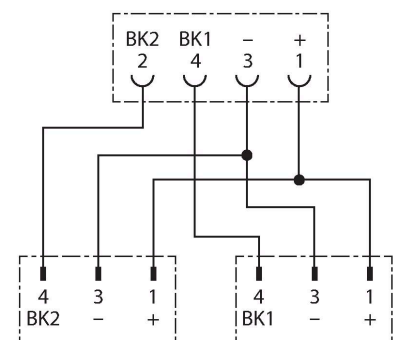 BK2 BK1 – +
2 4 3 1
4 3 1 4 3 1
BK2 – + BK1 – +